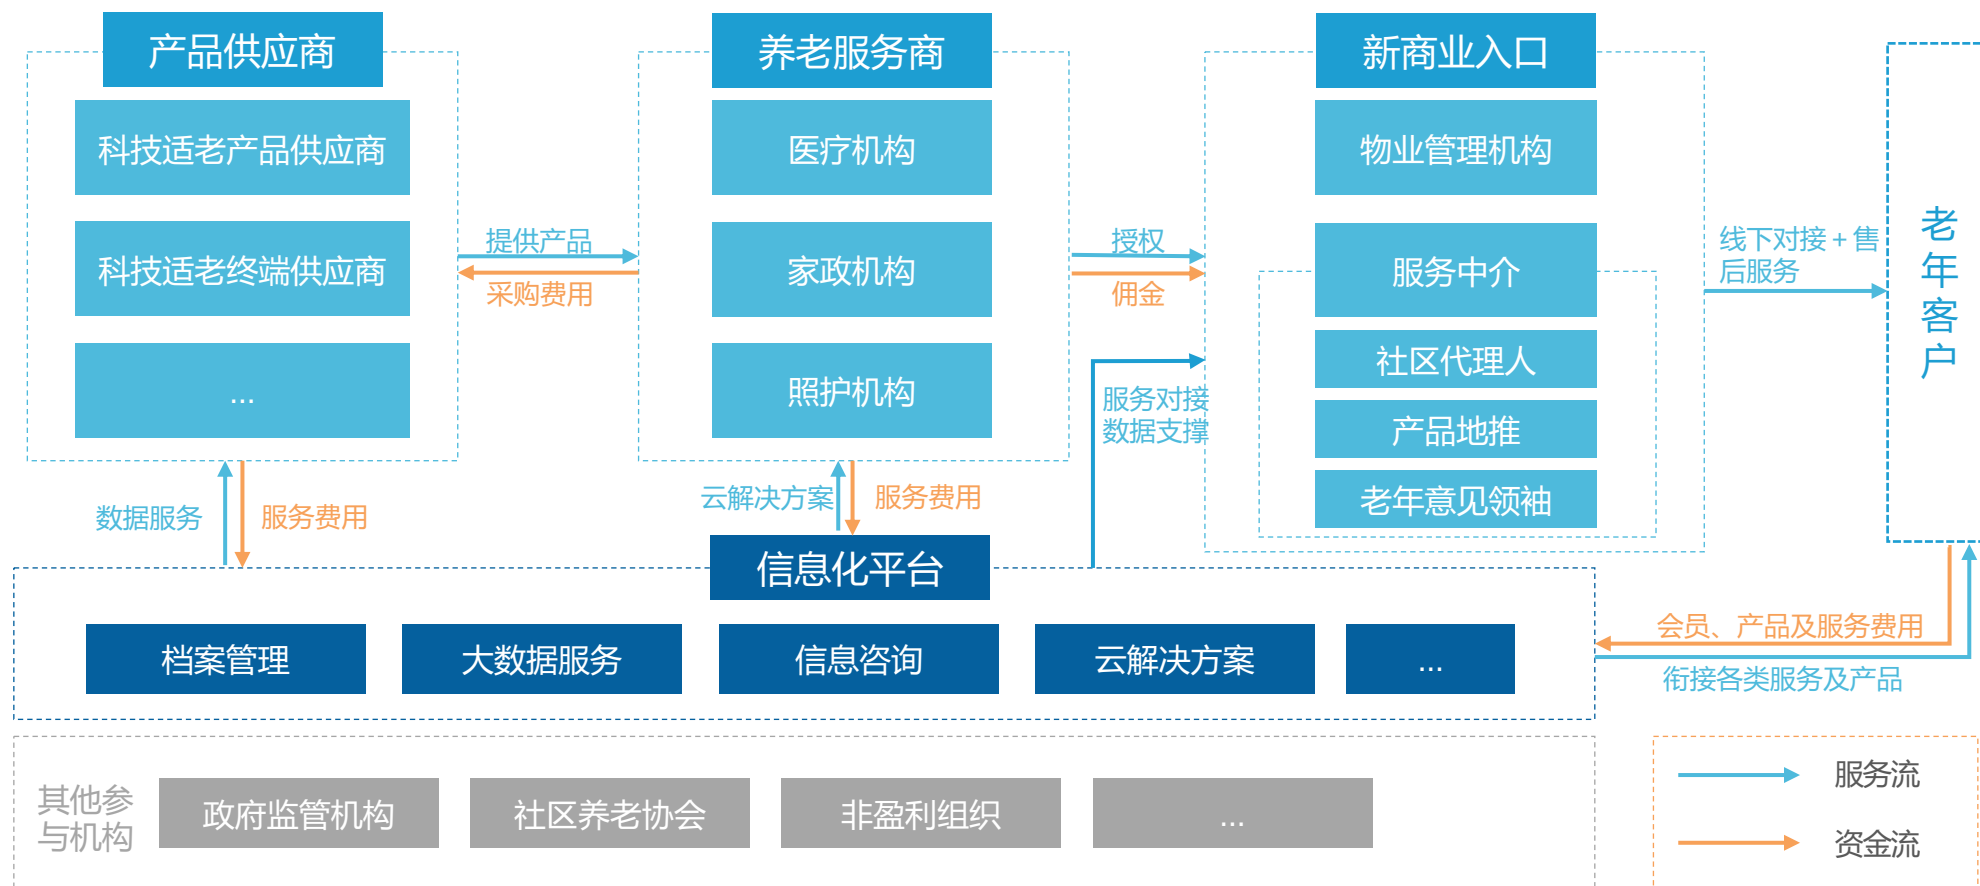 产品供应商
科技适老产品供应商
科技适老终端供应商
...
提供产品
采购费用
养老服务商
医疗机构
家政机构
照护机构
授权
佣金
新商业入口
物业管理机构
服务中介
社区代理人
产品地推
老年意见领袖
线下对接 + 售
后服务
老
年
客
户
服务对接
数据支撑
数据服务
服务费用
云解决方案
服务费用
信息化平台
档案管理
大数据服务
信息咨询
云解决方案
...
会员、产品及服务费用
衔接各类服务及产品
其他参
与机构
政府监管机构
社区养老协会
非盈利组织
...
服务流
资金流